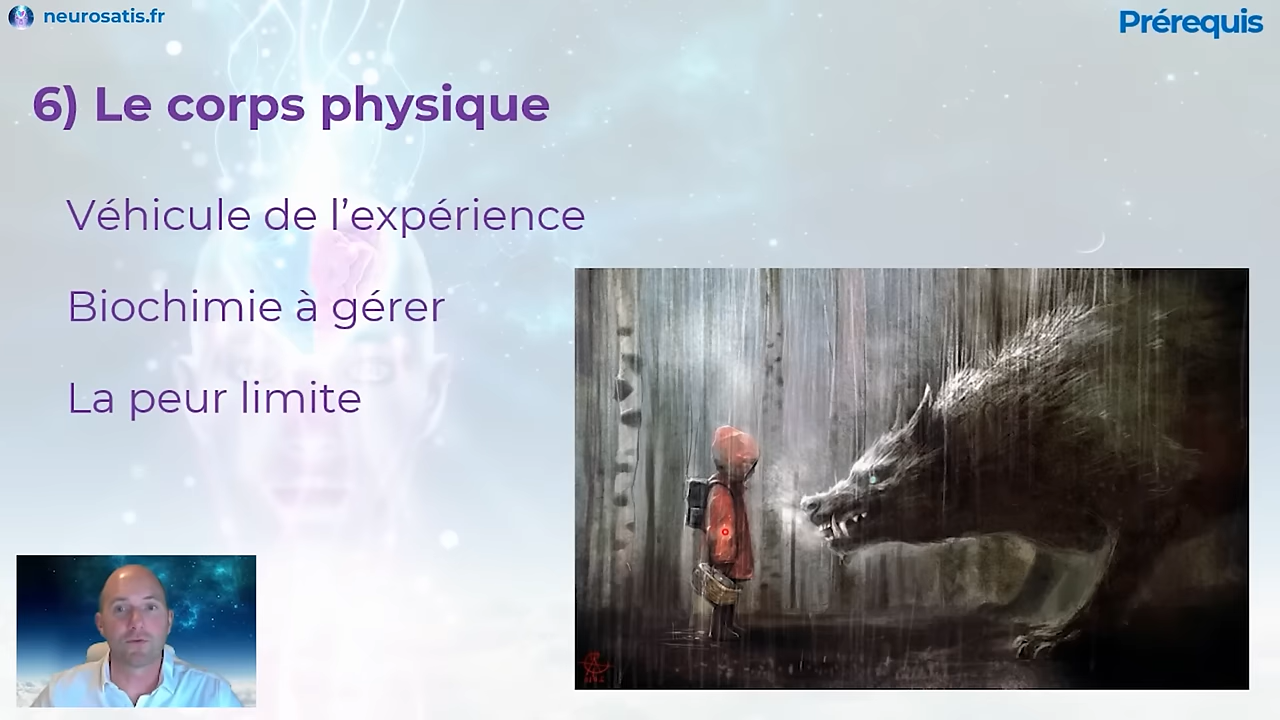 neurosatis.fr
Prérequis
6) Le corps physique
Véhicule de l’expérience
Biochimie à gérer
La peur limite